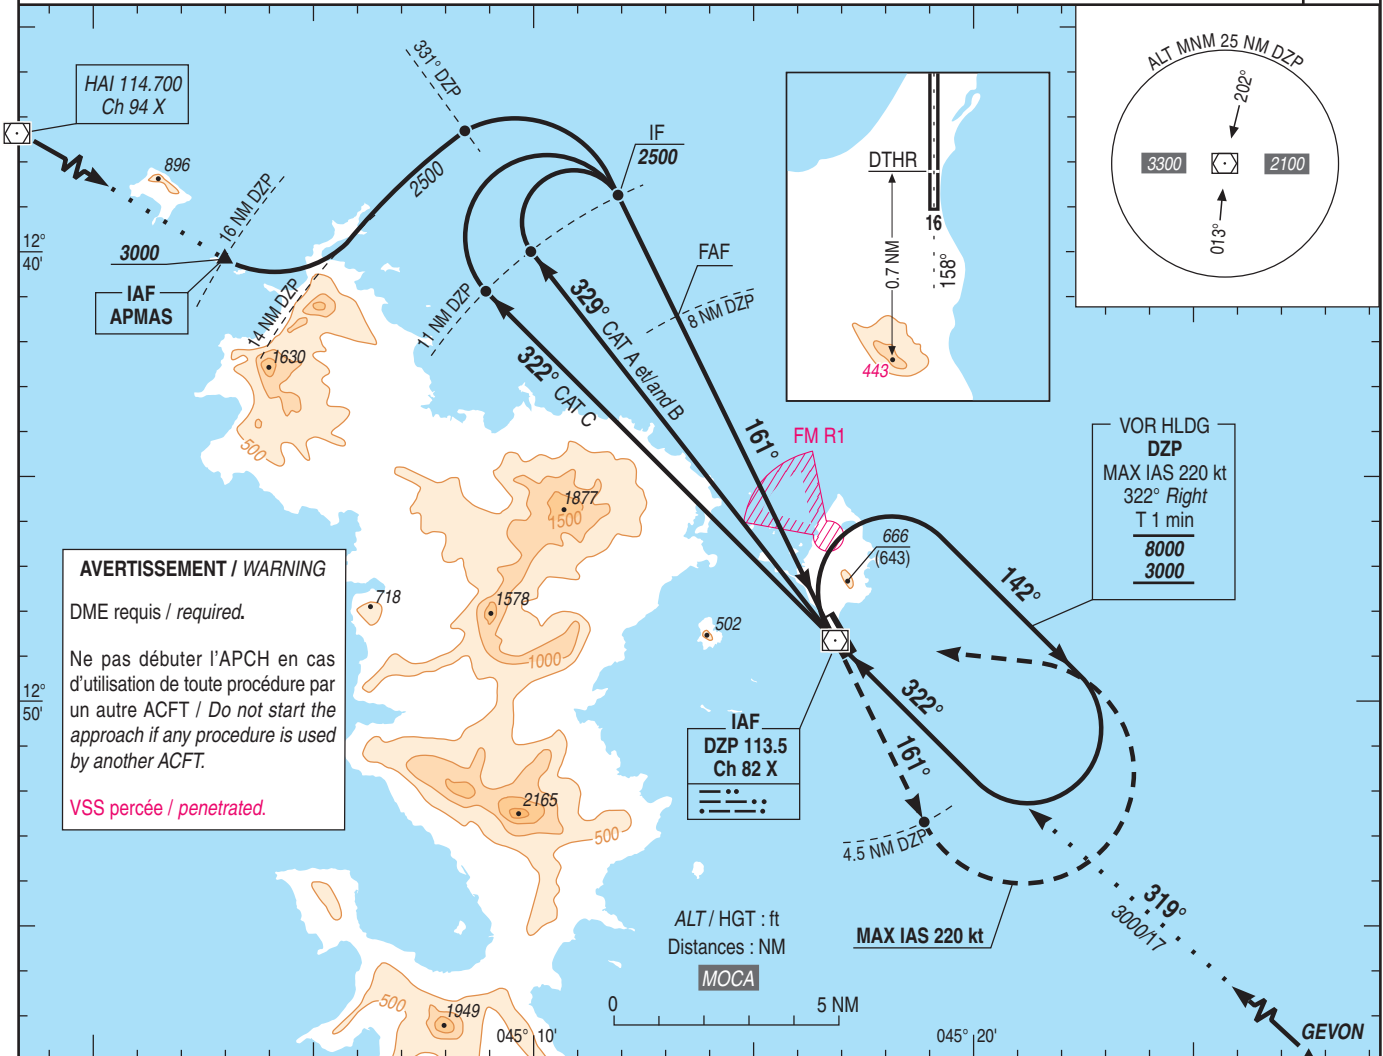 HAI 114.700
Ch 94 X
896
16 NM DZP
3000
IAF
APMAS
14 NM DZP
1630
500
331° DZP
2500
IF
2500
FAF
8 NM DZP
11 NM DZP
329° CAT A et/and B
322° CAT C
161°
FM R1
DTHR
16
0.7 NM
158°
443
ALT MNM 25 NM DZP
202°
3300
2100
013°
VOR HLDG
DZP
MAX IAS 220 kt
322° Right
T 1 min
8000
3000
12°
40'
1877
1500
1578
1000
718
502
666
(643)
142°
322°
161°
AVERTISSEMENT / WARNING
DME requis / required.
Ne pas débuter l'APCH en cas
d'utilisation de toute procédure par
un autre ACFT / Do not start the
approach if any procedure is used
by another ACFT.
VSS percée / penetrated.
12°
50'
IAF
DZP 113.5
Ch 82 X
2165
500
4.5 NM DZP
MAX IAS 220 kt
319°
3000/17
ALT / HGT : ft
Distances : NM
MOCA
0
5 NM
500
1949
045° 10'
045° 20'
GEVON